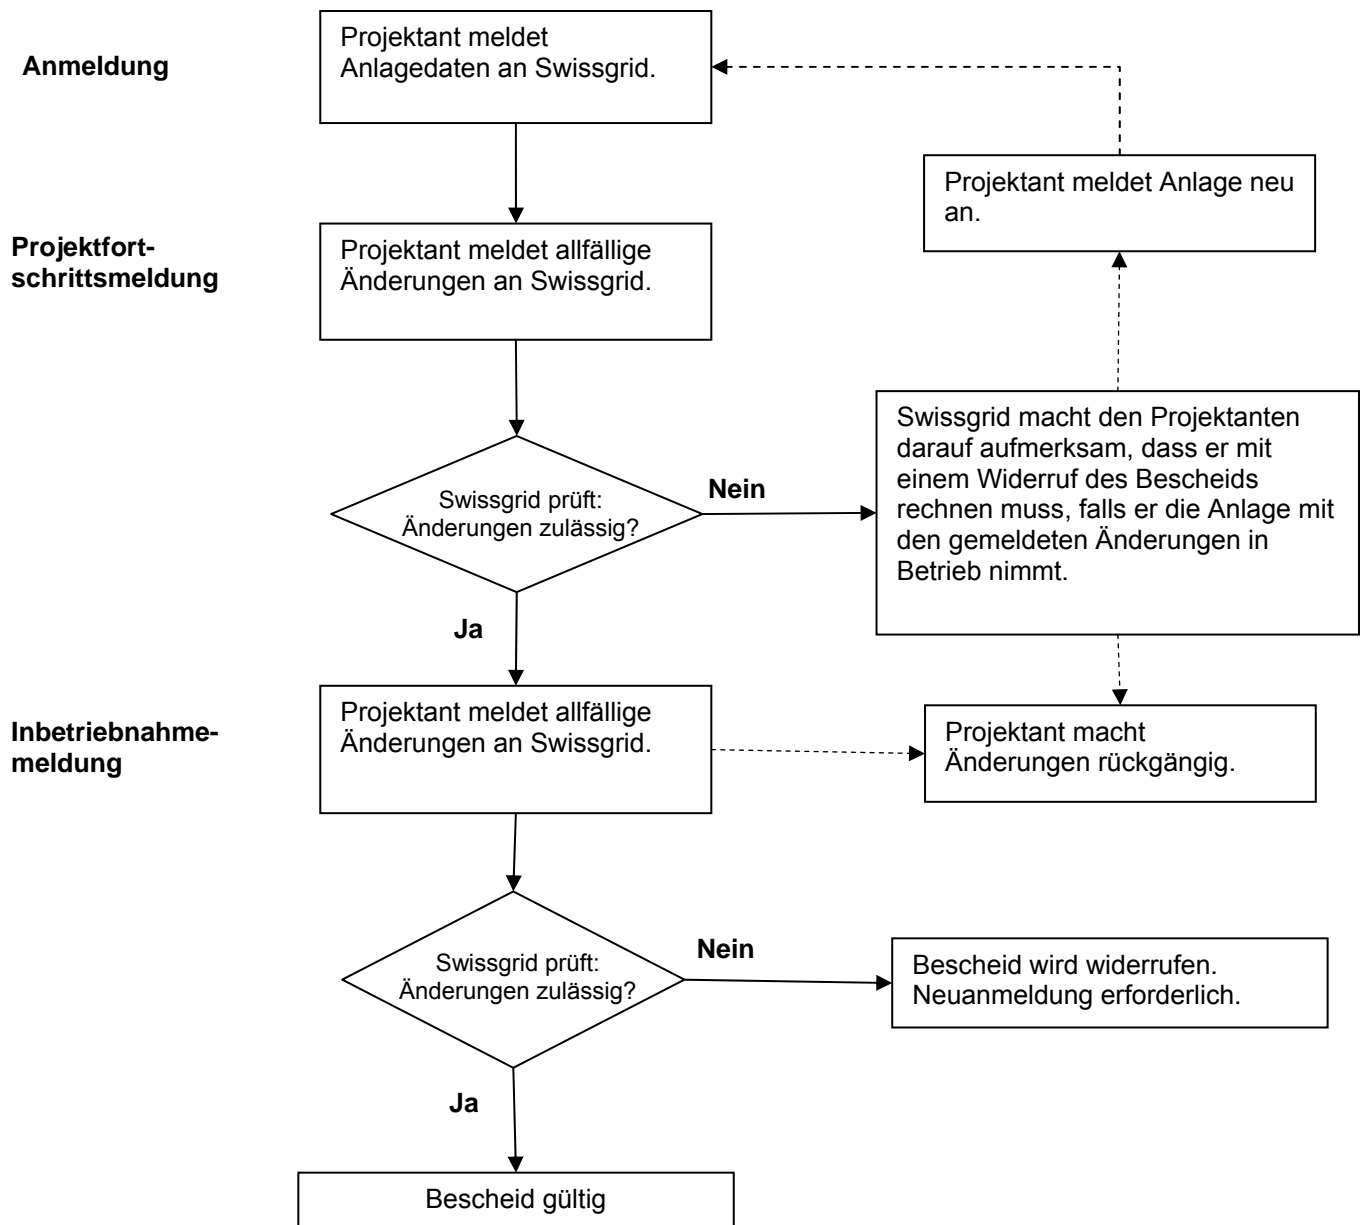 Anmeldung
Projektant meldet
Anlagedaten an Swissgrid.
Projektant meldet Anlage neu
an.
Projektfort-
schrittsmeldung
Projektant meldet allfällige
Änderungen an Swissgrid.
Swissgrid prüft:
Änderungen zulässig?
Nein
Swissgrid macht den Projektanten
darauf aufmerksam, dass er mit
einem Widerruf des Bescheids
rechnen muss, falls er die Anlage mit
den gemeldeten Änderungen in
Betrieb nimmt.
Ja
Inbetriebnahme-
meldung
Projektant meldet allfällige
Änderungen an Swissgrid.
Projektant macht
Änderungen rückgängig.
Swissgrid prüft:
Änderungen zulässig?
Nein
Bescheid wird widerrufen.
Neuanmeldung erforderlich.
Ja
Bescheid gültig